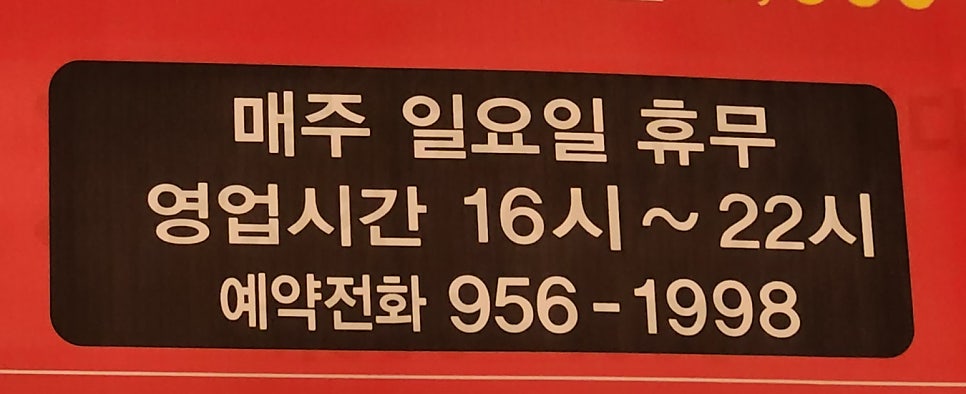 매주 일요일 휴무
영업시간 16시~22시
예약전화 956-1998